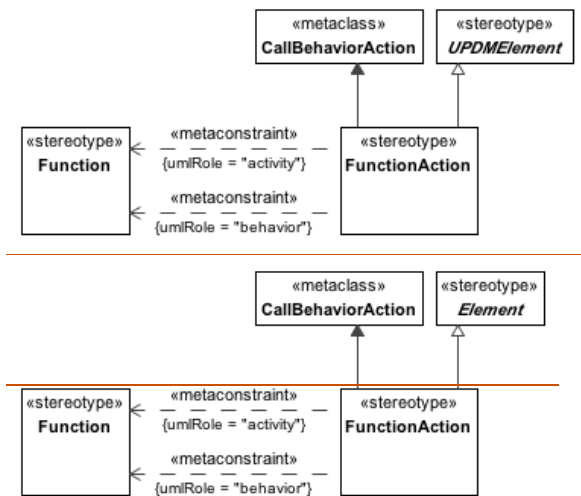 «metaclass»
CallBehaviorAction
«stereotype»
UPDMElement
«stereotype»
Function
«metaconstraint»
{umlRole = "activity"}
«metaconstraint»
{umlRole = "behavior"}
«stereotype»
FunctionAction
«metaclass»
CallBehaviorAction
«stereotype»
Element
«stereotype»
Function
«metaconstraint»
{umlRole = "activity"}
«metaconstraint»
{umlRole = "behavior"}
«stereotype»
FunctionAction